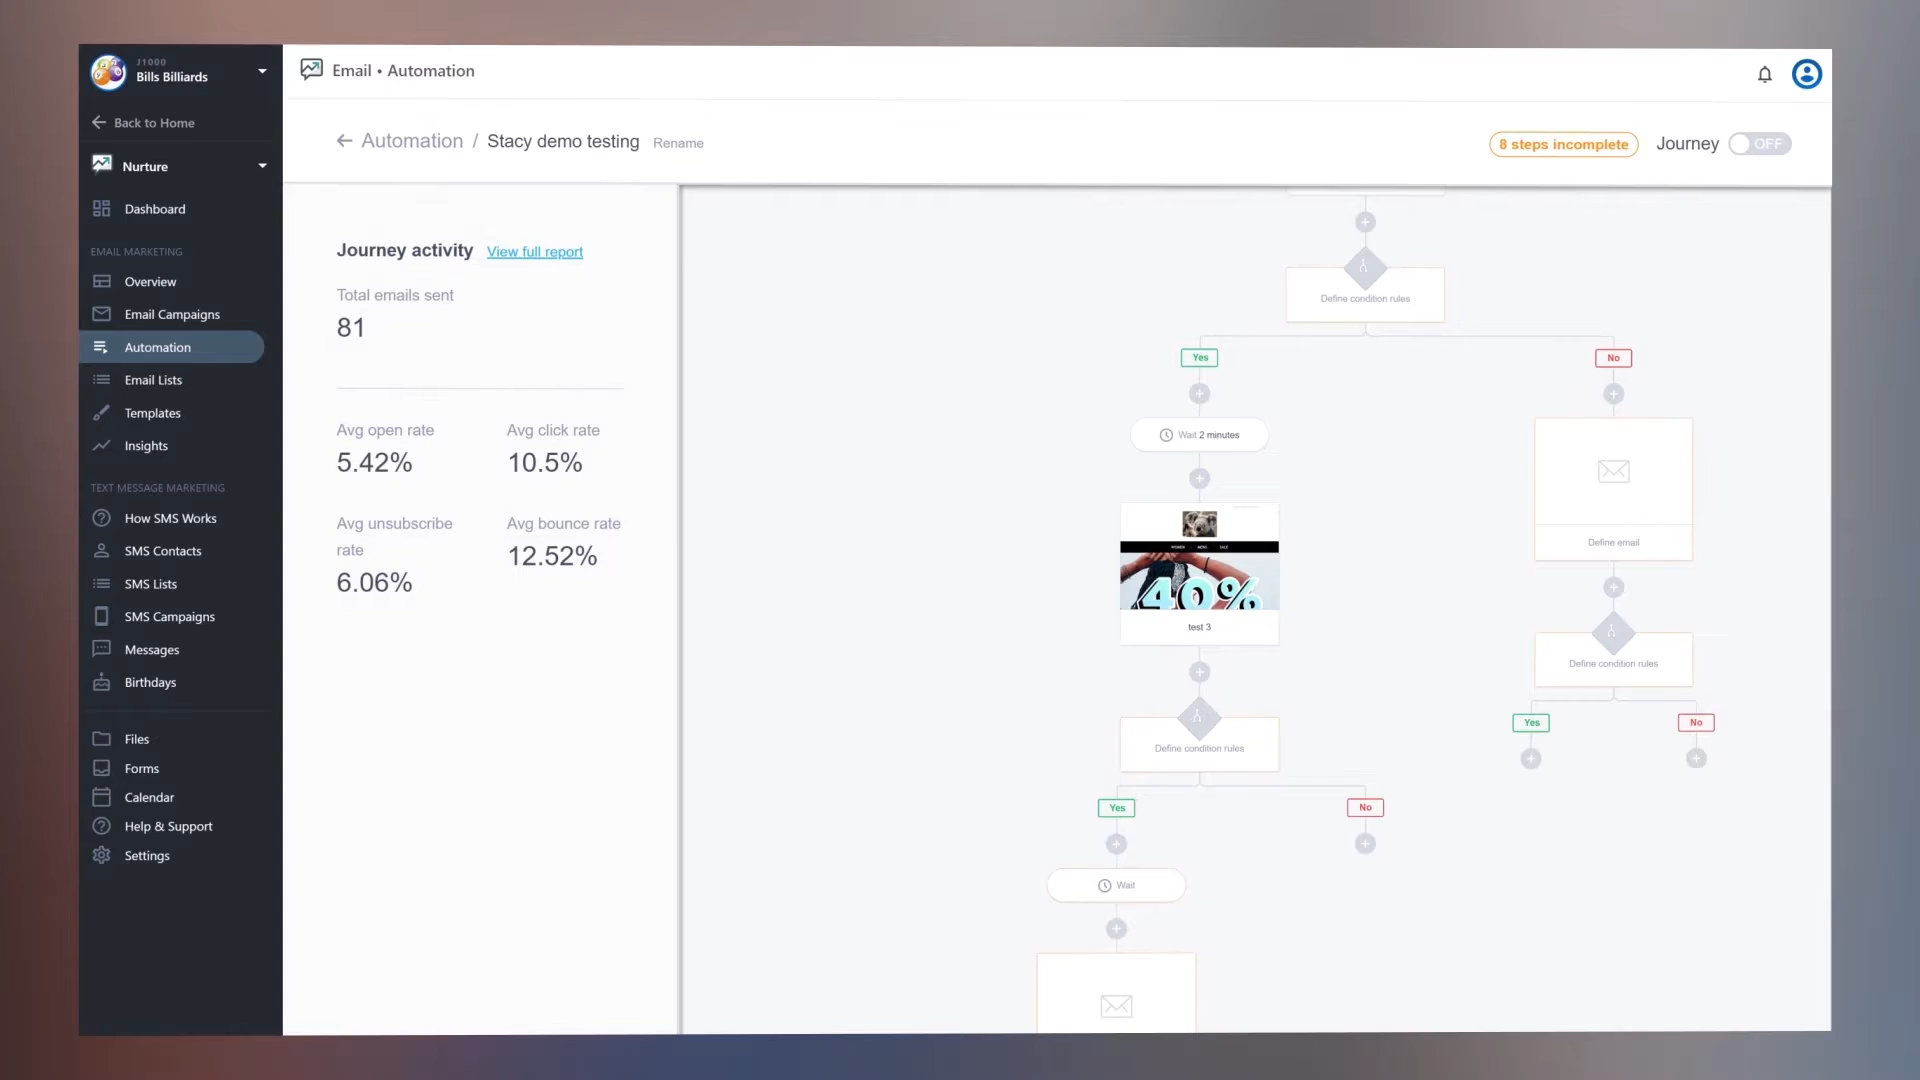 J1000
Bills Billiards
Back to Home
Nurture
Dashboard
EMAIL MARKETING
Overview
Email Campaigns
Automation
Email Lists
Templates
Insights
TEXT MESSAGE MARKETING
How SMS Works
SMS Contacts
SMS Lists
SMS Campaigns
Messages
Birthdays
Files
Forms
Calendar
Help & Support
Settings
Email • Automation
Automation / Stacy demo testing Rename
8 steps incomplete
Journey OFF
Journey activity View full report
Total emails sent
81
Avg open rate
5.42%
Avg click rate
10.5%
Avg unsubscribe
rate
6.06%
Avg bounce rate
12.52%
Define condition rules
Yes
No
Wait 2 minutes
WOMEN MENS SALE
40%
test 3
Define email
Define condition rules
Yes
No
Define condition rules
Yes
No
Wait